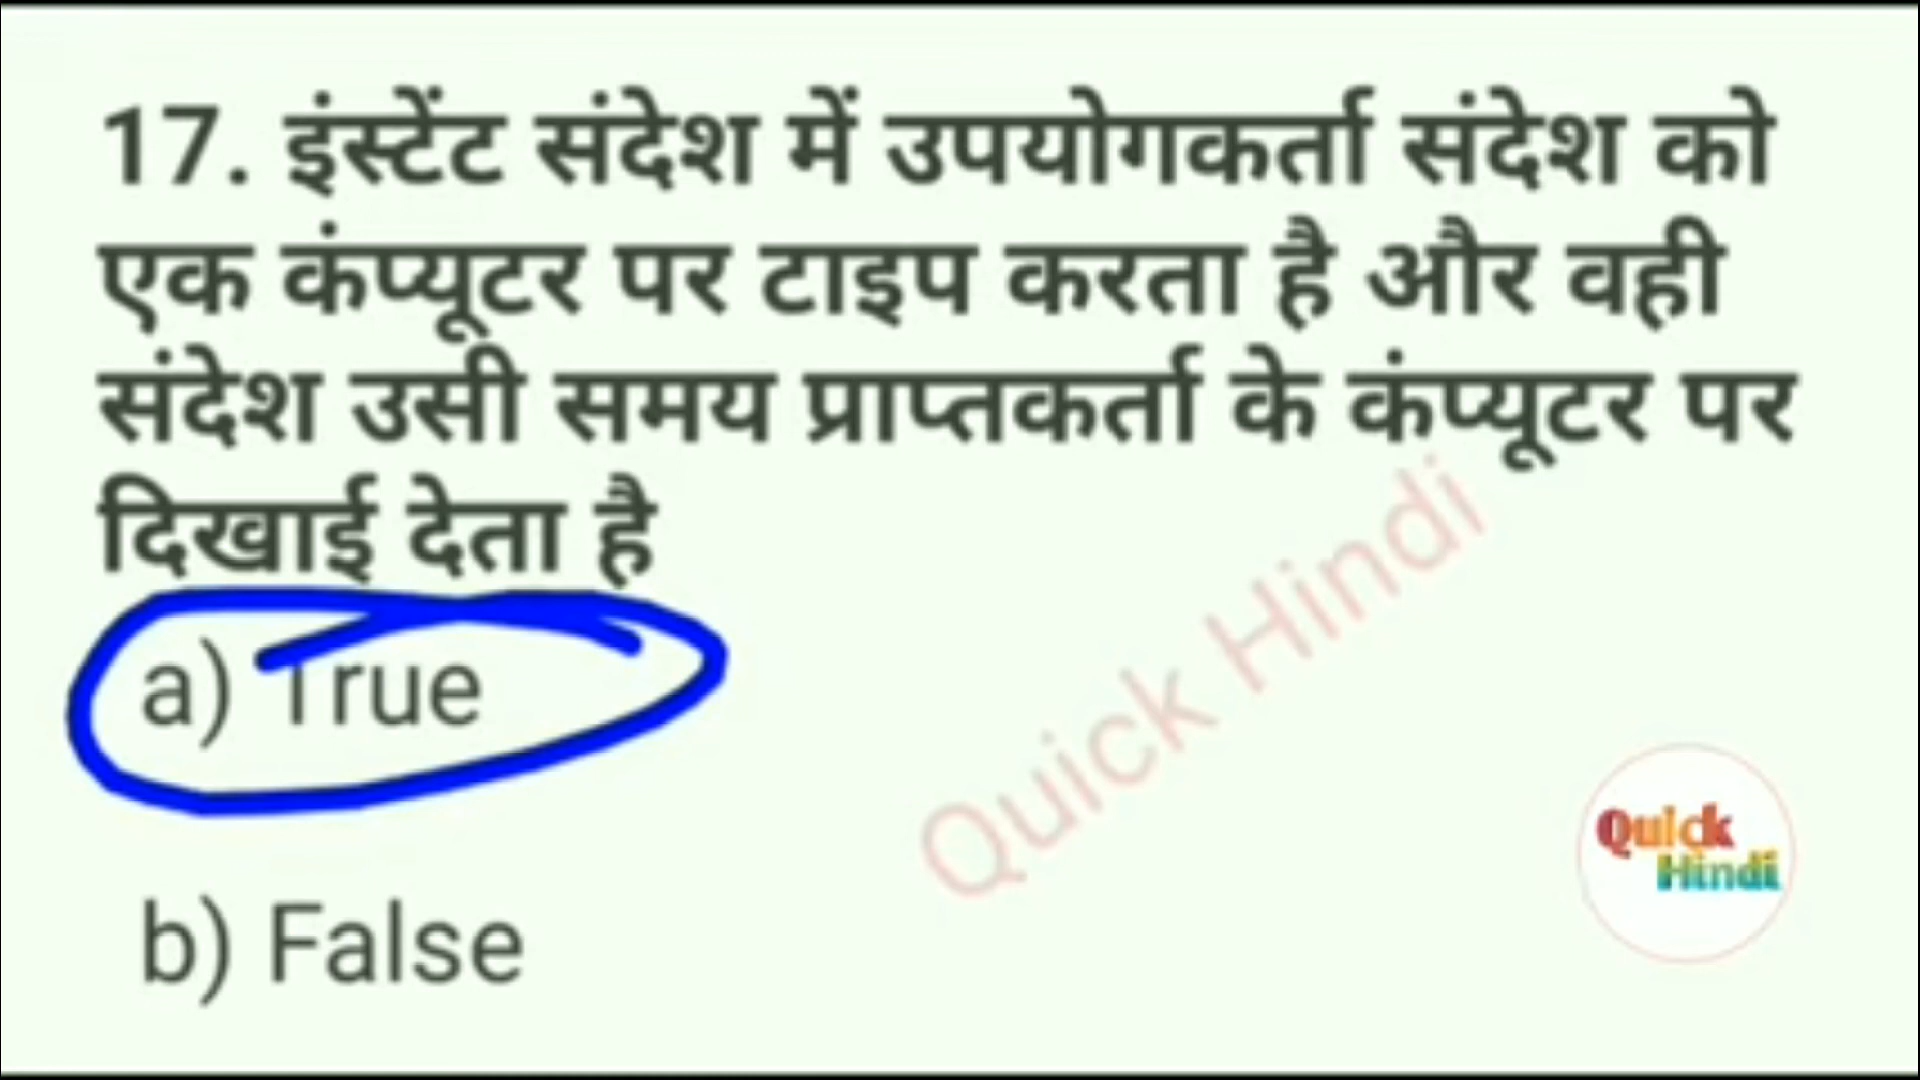 17. इंस्टेंट संदेश में उपयोगकर्ता संदेश को
एक कंप्यूटर पर टाइप करता है और वही
संदेश उसी समय प्राप्तकर्ता के कंप्यूटर पर
दिखाई देता है
a) True
b) False
Quick Hindi
Quick
Hindi